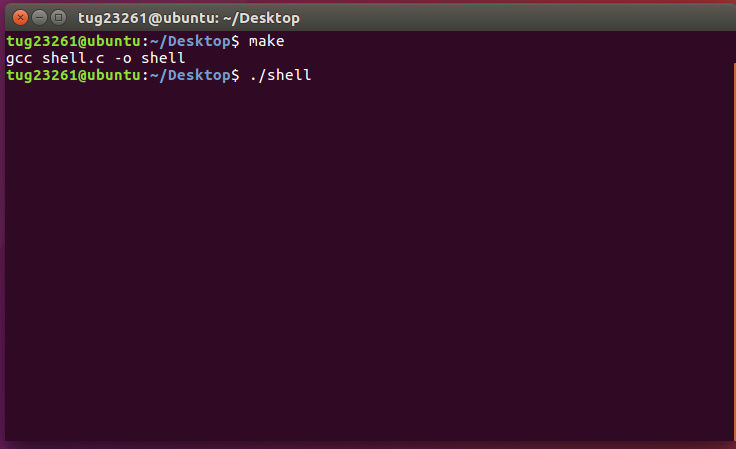 tug23261@ubuntu: ~/Desktop
tug23261@ubuntu:~/Desktop$ make
gcc shell.c -o shell
tug23261@ubuntu:~/Desktop$ ./shell